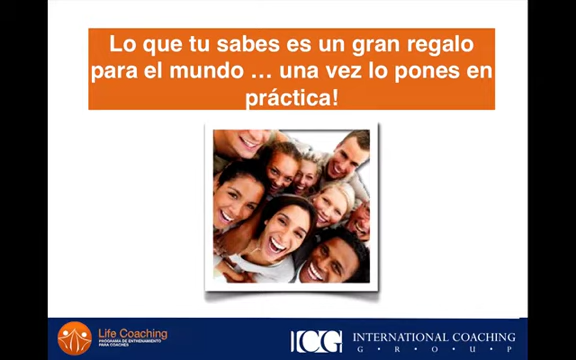 Lo que tu sabes es un gran regalo
para el mundo ... una vez lo pones en
práctica!
Life Coaching
PROGRAMA DE ENTRENAMIENTO
PARA COACHES
ICG
INTERNATIONAL COACHING
G R O U P